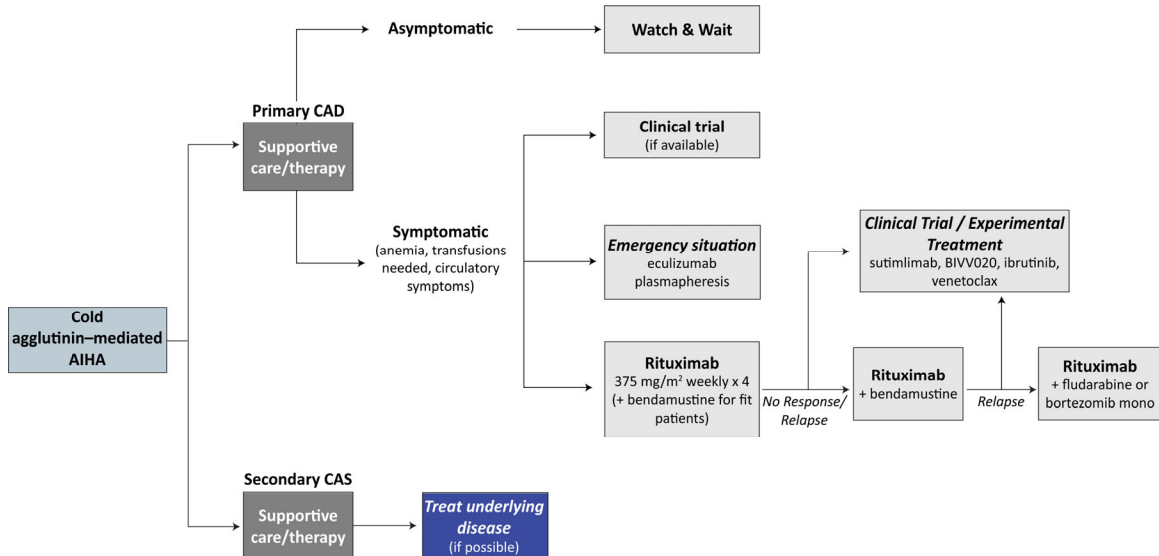 Asymptomatic
Watch & Wait
Primary CAD
Supportive
care/therapy
Clinical trial
(if available)
Symptomatic
(anemia, transfusions
needed, circulatory
symptoms)
Emergency situation
eculizumab
plasmapheresis
Clinical Trial / Experimental
Treatment
sutimlimab, BIVV020, ibrutinib,
venetoclax
Cold
agglutinin–mediated
AIHA
Rituximab
375 mg/m² weekly x 4
(+ bendamustine for fit
patients)
No Response/
Relapse
Rituximab
+ bendamustine
Relapse
Rituximab
+ fludarabine or
bortezomib mono
Secondary CAS
Supportive
care/therapy
Treat underlying
disease
(if possible)